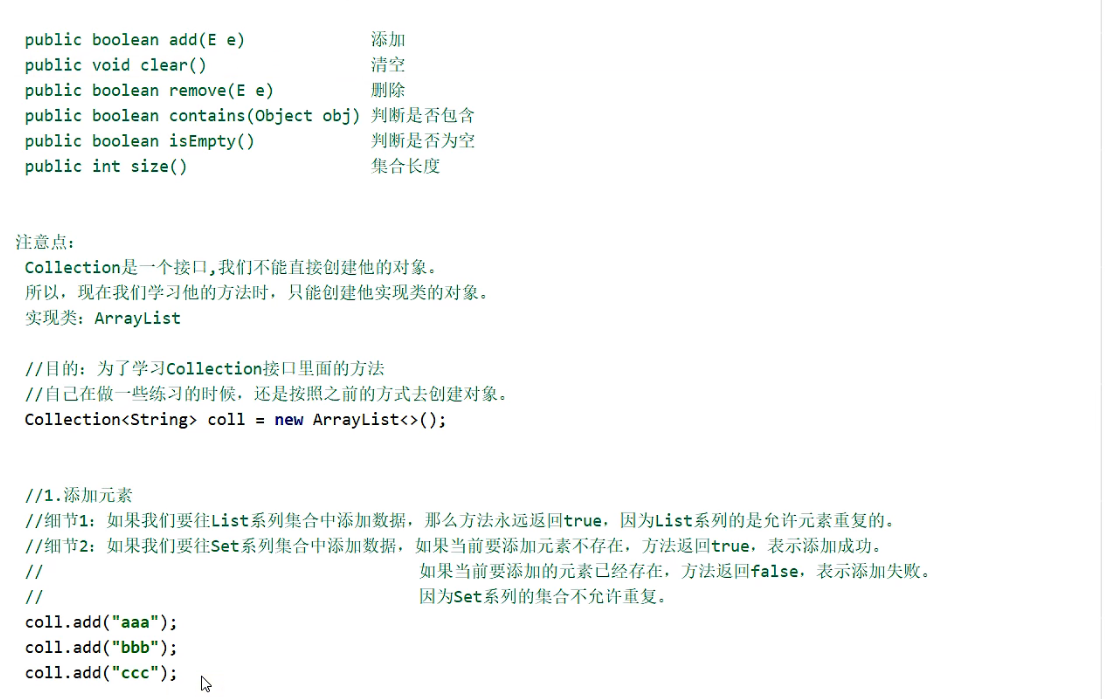 public boolean add(E e) 添加
public void clear() 清空
public boolean remove(E e) 删除
public boolean contains(Object obj) 判断是否包含
public boolean isEmpty() 判断是否为空
public int size() 集合长度
注意点：
Collection是一个接口,我们不能直接创建他的对象。
所以，现在我们学习他的方法时，只能创建他实现类的对象。
实现类：ArrayList
//目的：为了学习Collection接口里面的方法
//自己在做一些练习的时候，还是按照之前的方式去创建对象。
Collection<String> coll = new ArrayList<>();
//1.添加元素
//细节1：如果我们要往List系列集合中添加数据，那么方法永远返回true，因为List系列的是允许元素重复的。
//细节2：如果我们要往Set系列集合中添加数据，如果当前要添加元素不存在，方法返回true，表示添加成功。
// 如果当前要添加的元素已经存在，方法返回false，表示添加失败。
// 因为Set系列的集合不允许重复。
coll.add("aaa");
coll.add("bbb");
coll.add("ccc");